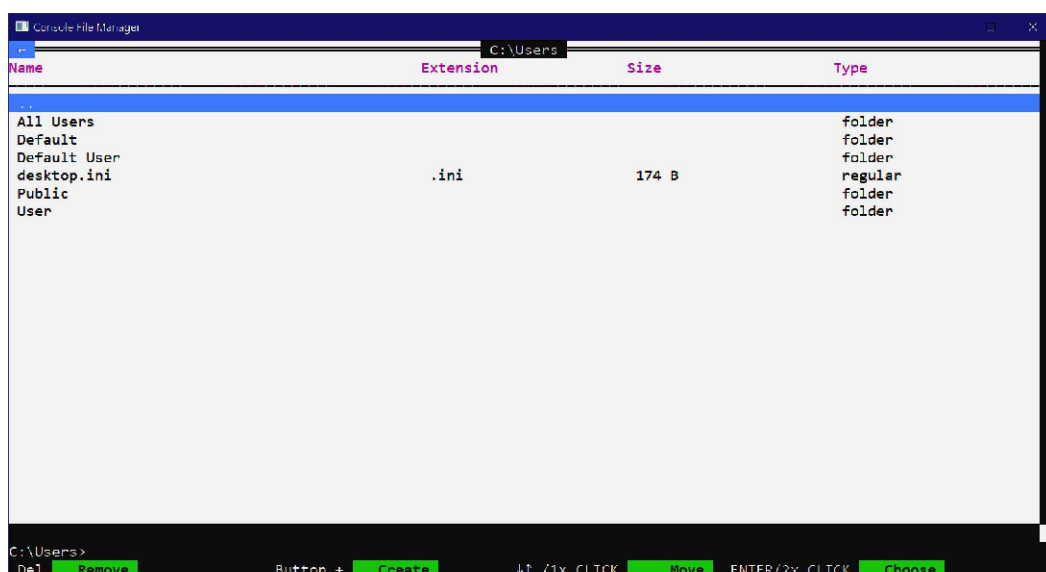 Console File Manager
← C:\Users
Name Extension Size Type
..
All Users folder
Default folder
Default User folder
desktop.ini .ini 174 B regular
Public folder
User folder
C:\Users>
Del Remove Button + Create ↓↑ /1x CLICK Move ENTER/2x CLICK Choose